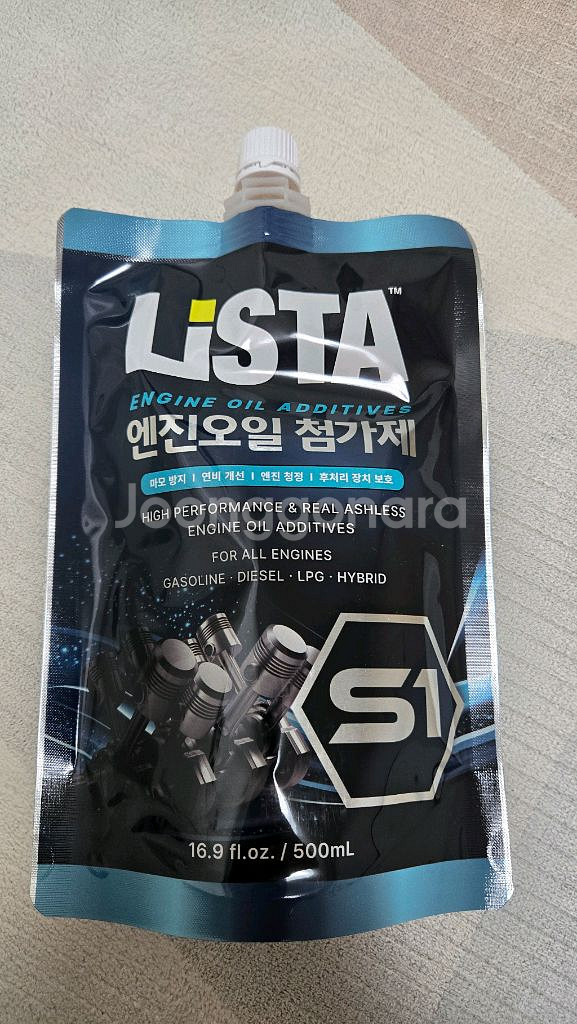 LiSTA™
ENGINE OIL ADDITIVES
엔진오일 첨가제
마모 방지 I 연비 개선 I 엔진 청정 I 후처리 장치 보호
Joonggonara
HIGH PERFORMANCE & REAL ASHLESS
ENGINE OIL ADDITIVES
FOR ALL ENGINES
GASOLINE · DIESEL · LPG · HYBRID
S1
16.9 fl.oz. / 500mL